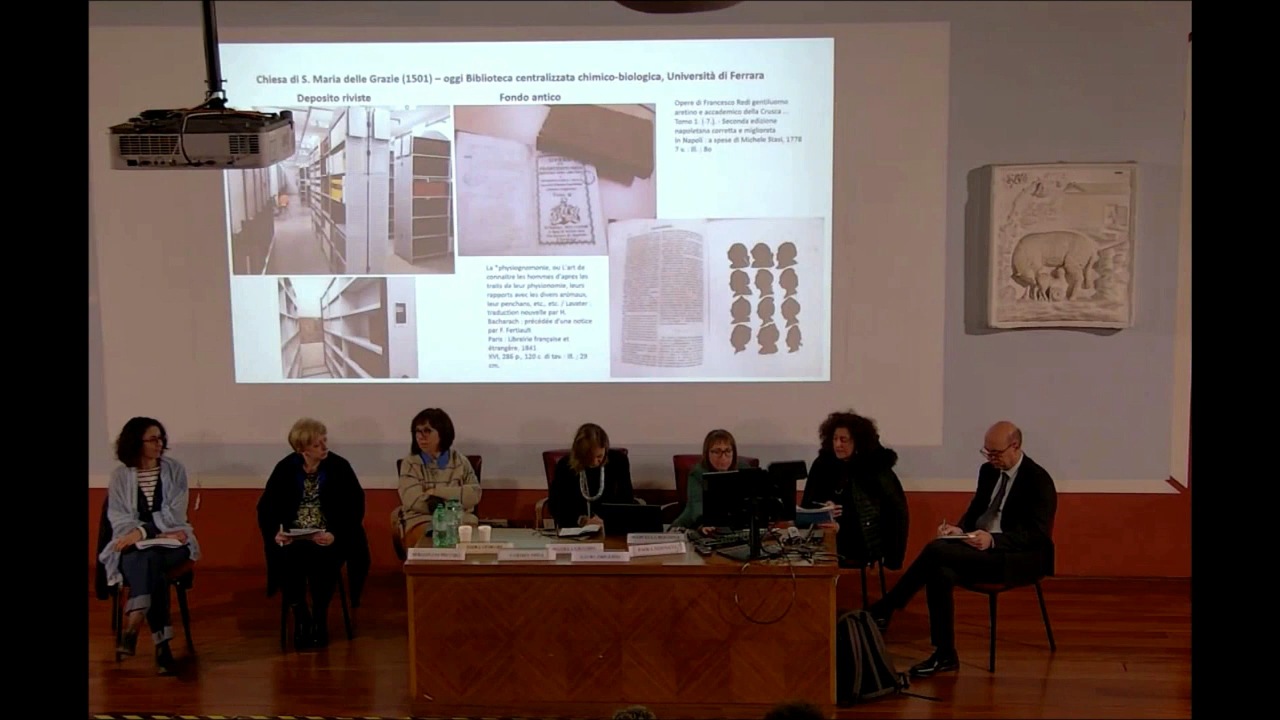 Chiesa di S. Maria delle Grazie (1501) – oggi Biblioteca centralizzata chimico-biologica, Università di Ferrara
Deposito riviste
Fondo antico
Opere di Francesco Redi gentiluomo
aretino e accademico della Crusca ...
Tomo 1. [-7.]. - Seconda edizione
napoletana corretta e migliorata
in Napoli : a spese di Michele Stasi, 1778
7 v. : ill. ; 8o
La *physiognomonie, ou L'art de
connaître les hommes d'après les
traits de leur physionomie, leurs
rapports avec les divers animaux,
leur penchans, etc., etc. / Lavater ;
traduction nouvelle par H.
Bacharach ; précédée d'une notice
par F. Fertiault
Paris : Librairie française et
étrangère, 1841.
XVI, 286 p., 120 c. di tav. : ill. ; 29
cm.